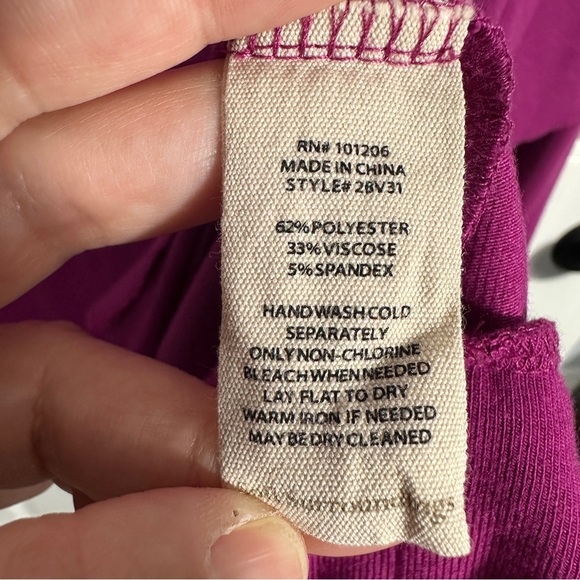 RN# 101206
MADE IN CHINA
STYLE# 2BV31
62% POLYESTER
33% VISCOSE
5% SPANDEX
HAND WASH COLD
SEPARATELY
ONLY NON-CHLORINE
BLEACH WHEN NEEDED
LAY FLAT TO DRY
WARM IRON IF NEEDED
MAY BE DRY CLEANED